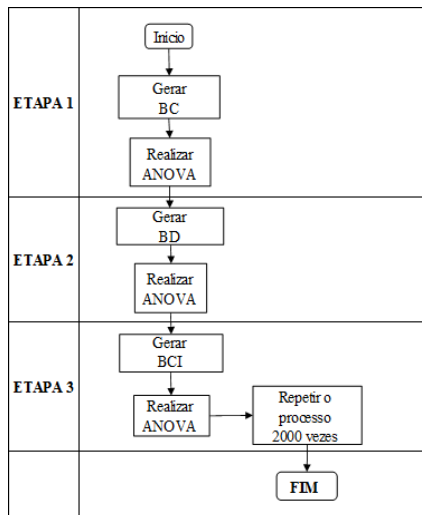 Inicio
ETAPA 1
Gerar
BC
Realizar
ANOVA
ETAPA 2
Gerar
BD
Realizar
ANOVA
ETAPA 3
Gerar
BCI
Realizar
ANOVA
Repetir o
processo
2000 vezes
FIM